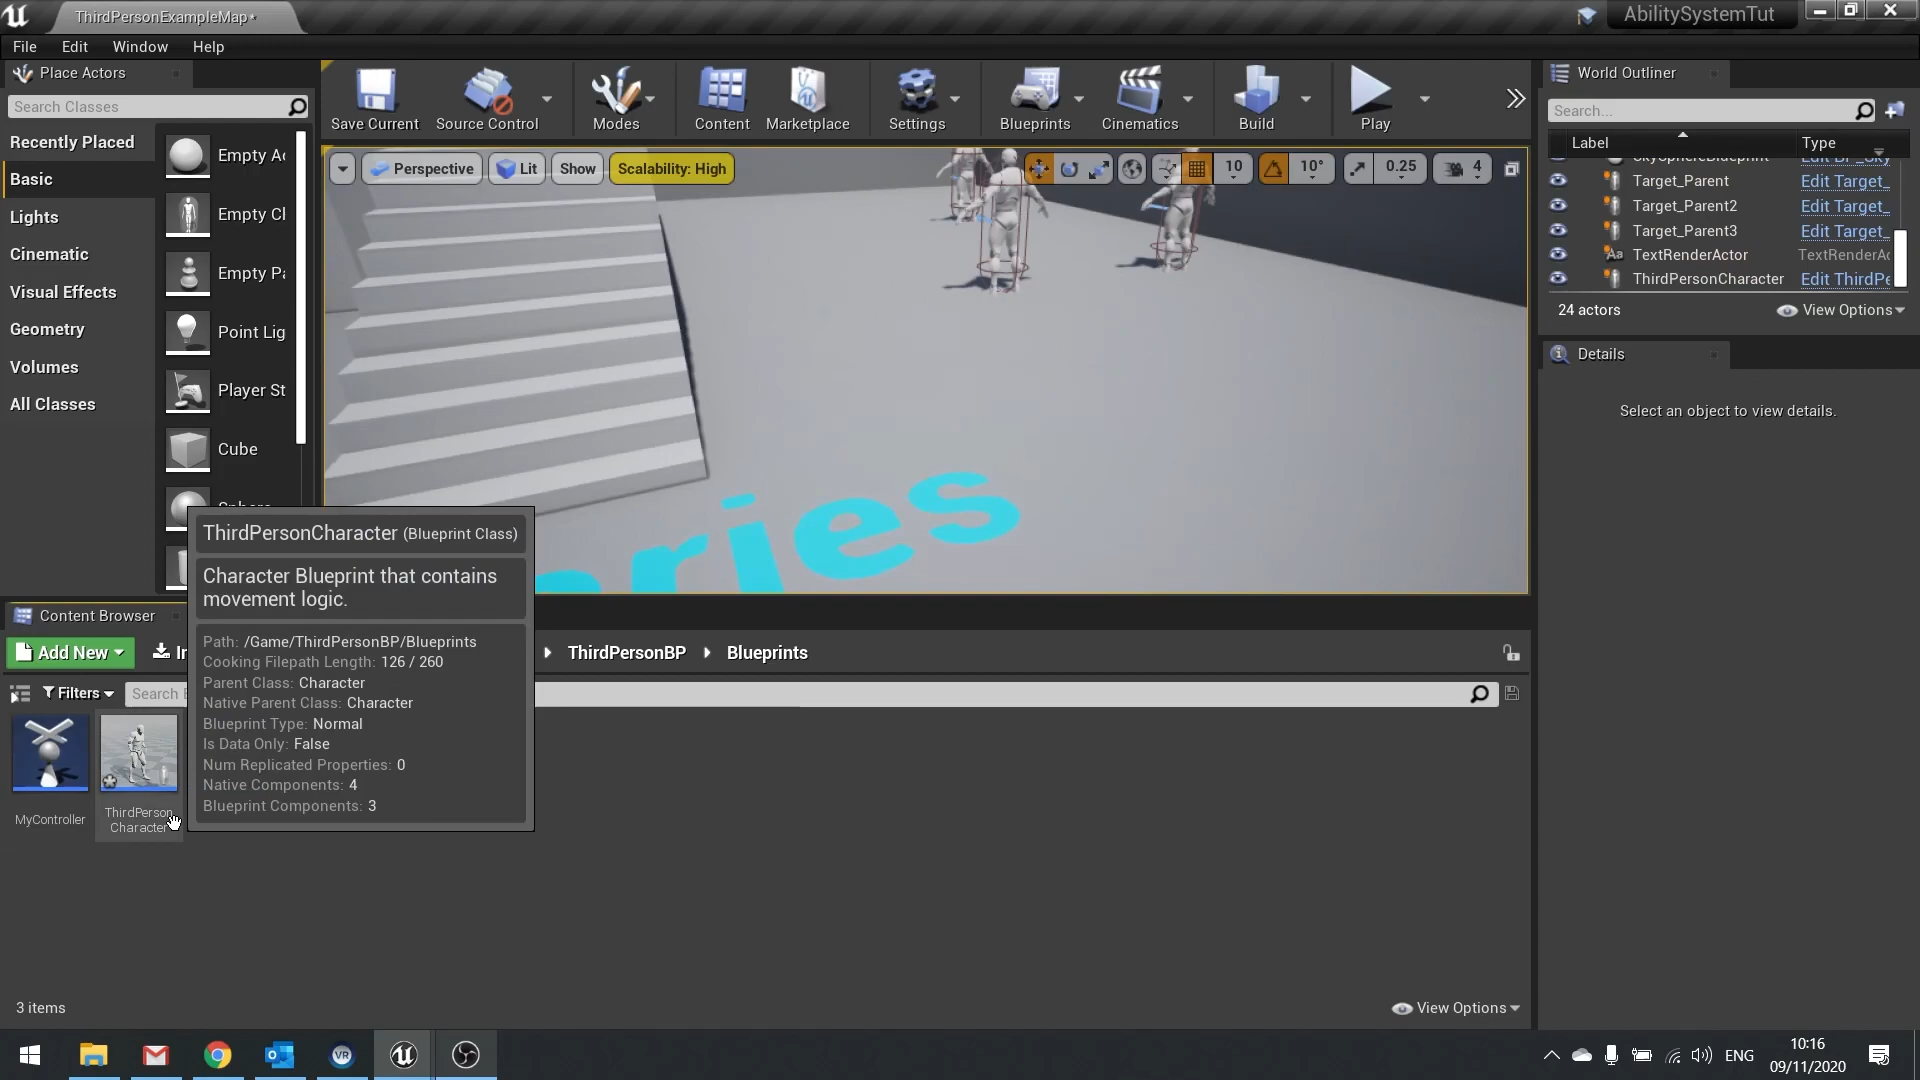 ThirdPersonExampleMap*
AbilitySystemTut
File Edit Window Help
Place Actors
Search Classes
Recently Placed
Basic
Lights
Cinematic
Visual Effects
Geometry
Volumes
All Classes
Empty Ac
Empty Cl
Empty Pa
Point Lig
Player St
Cube
Save Current
Source Control
Modes
Content
Marketplace
Settings
Blueprints
Cinematics
Build
Play
Perspective
Lit
Show
Scalability: High
10
10°
0.25
4
ries
World Outliner
Search...
Label Type
Target_Parent Edit Target_
Target_Parent2 Edit Target_
Target_Parent3 Edit Target_
TextRenderActor TextRenderAc
ThirdPersonCharacter Edit ThirdPe
24 actors View Options
Details
Select an object to view details.
ThirdPersonCharacter (Blueprint Class)
Character Blueprint that contains
movement logic.
Path: /Game/ThirdPersonBP/Blueprints
Cooking Filepath Length: 126 / 260
Parent Class: Character
Native Parent Class: Character
Blueprint Type: Normal
Is Data Only: False
Num Replicated Properties: 0
Native Components: 4
Blueprint Components: 3
Content Browser
Add New
ThirdPersonBP Blueprints
Filters
Search
MyController
ThirdPerson
Character
3 items
View Options
VR
ENG
10:16
09/11/2020